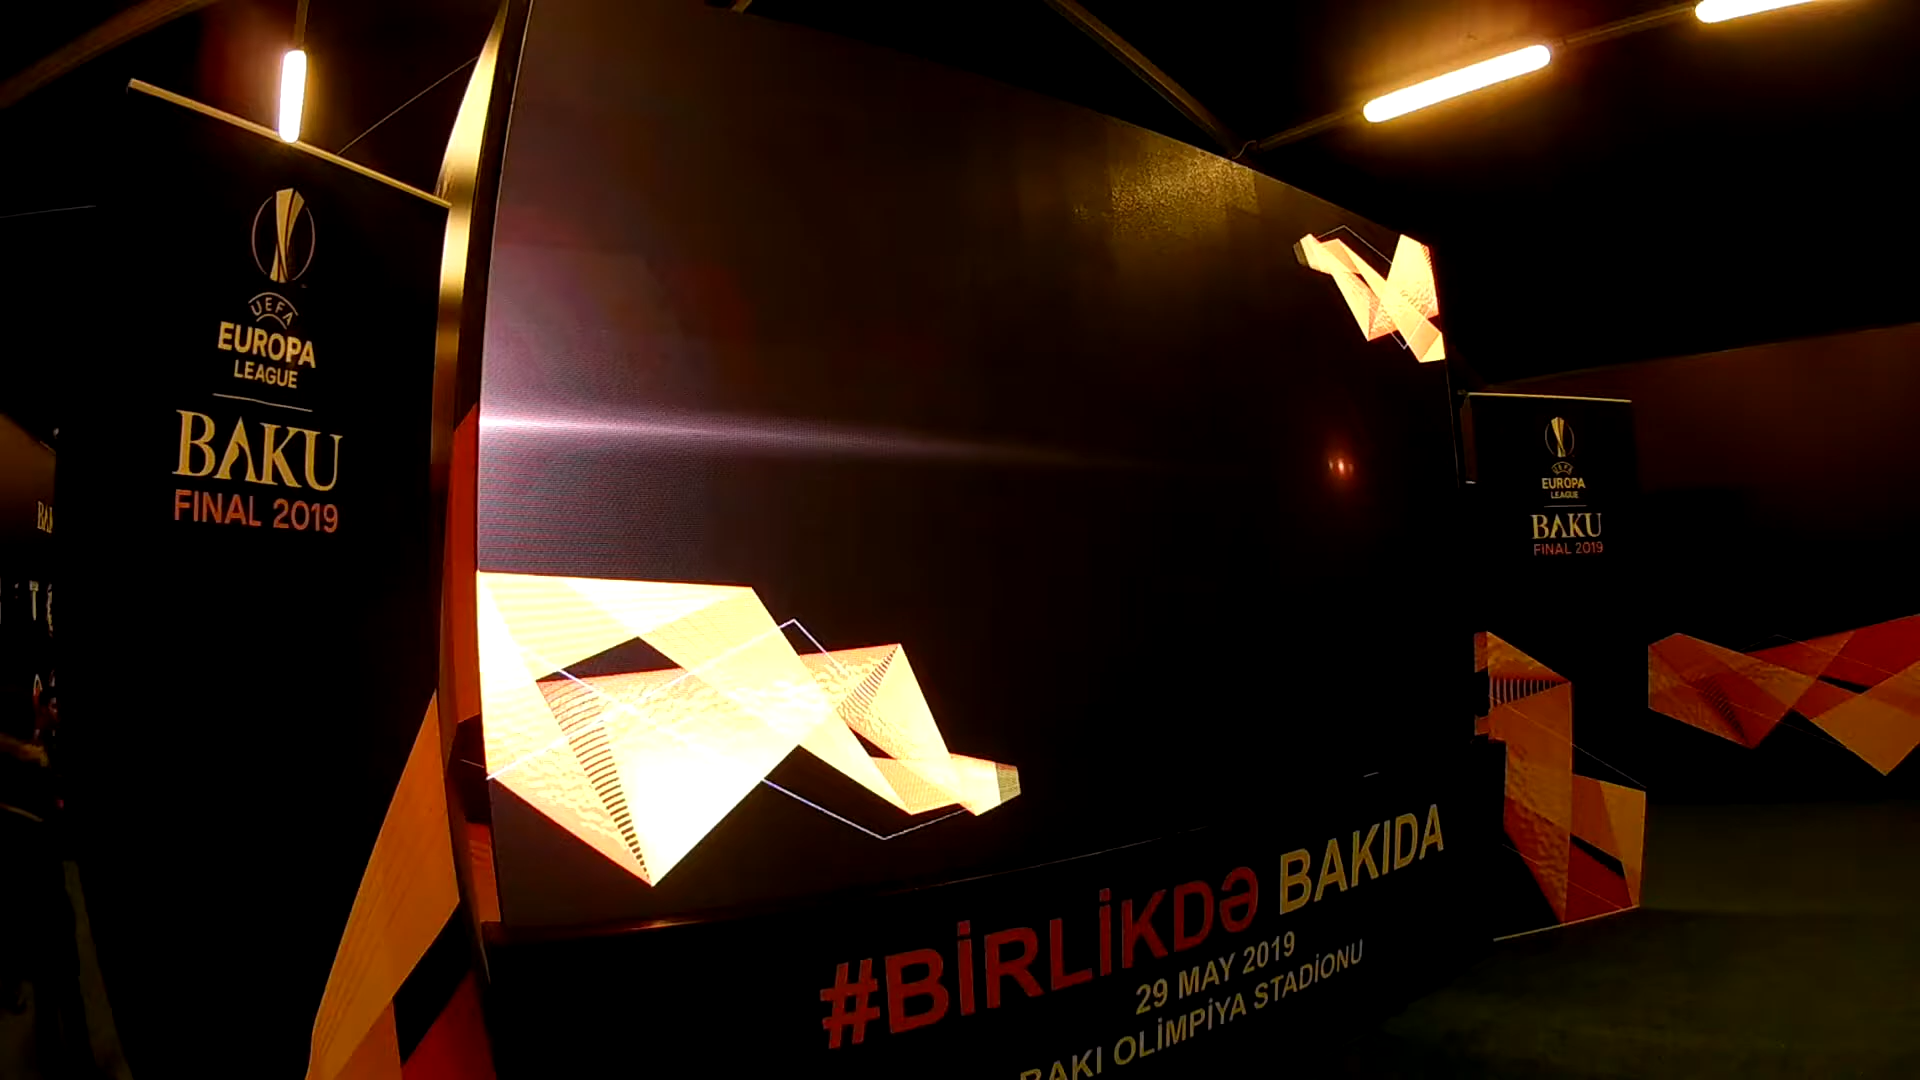 UEFA
EUROPA
LEAGUE
BAKU
FINAL 2019
#BİRLİKDƏ BAKIDA
29 MAY 2019
BAKI OLİMPİYA STADİONU
UEFA
EUROPA
LEAGUE
BAKU
FINAL 2019